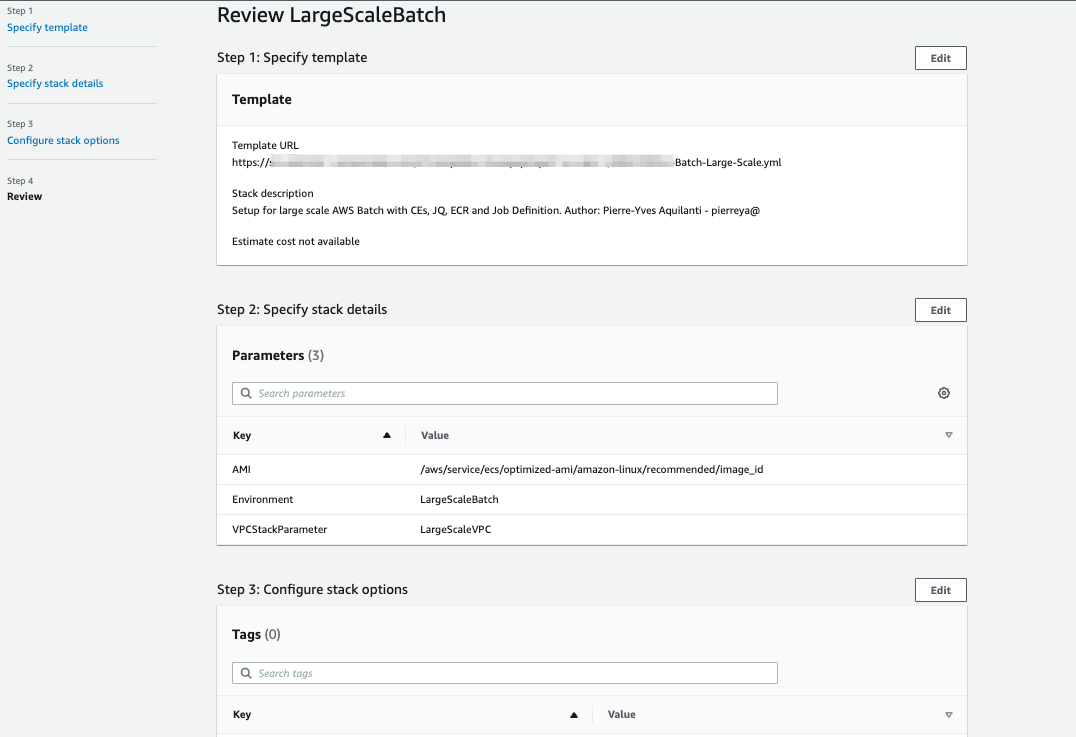 Step 1
Specify template
Step 2
Specify stack details
Step 3
Configure stack options
Step 4
Review
Review LargeScaleBatch
Step 1: Specify template
Edit
Template
Template URL
https:// Batch-Large-Scale.yml
Stack description
Setup for large scale AWS Batch with CEs, JQ, ECR and Job Definition. Author: Pierre-Yves Aquilanti - pierreya@
Estimate cost not available
Step 2: Specify stack details
Edit
Parameters (3)
Search parameters
Key Value
AMI /aws/service/ecs/optimized-ami/amazon-linux/recommended/image_id
Environment LargeScaleBatch
VPCStackParameter LargeScaleVPC
Step 3: Configure stack options
Edit
Tags (0)
Search tags
Key Value